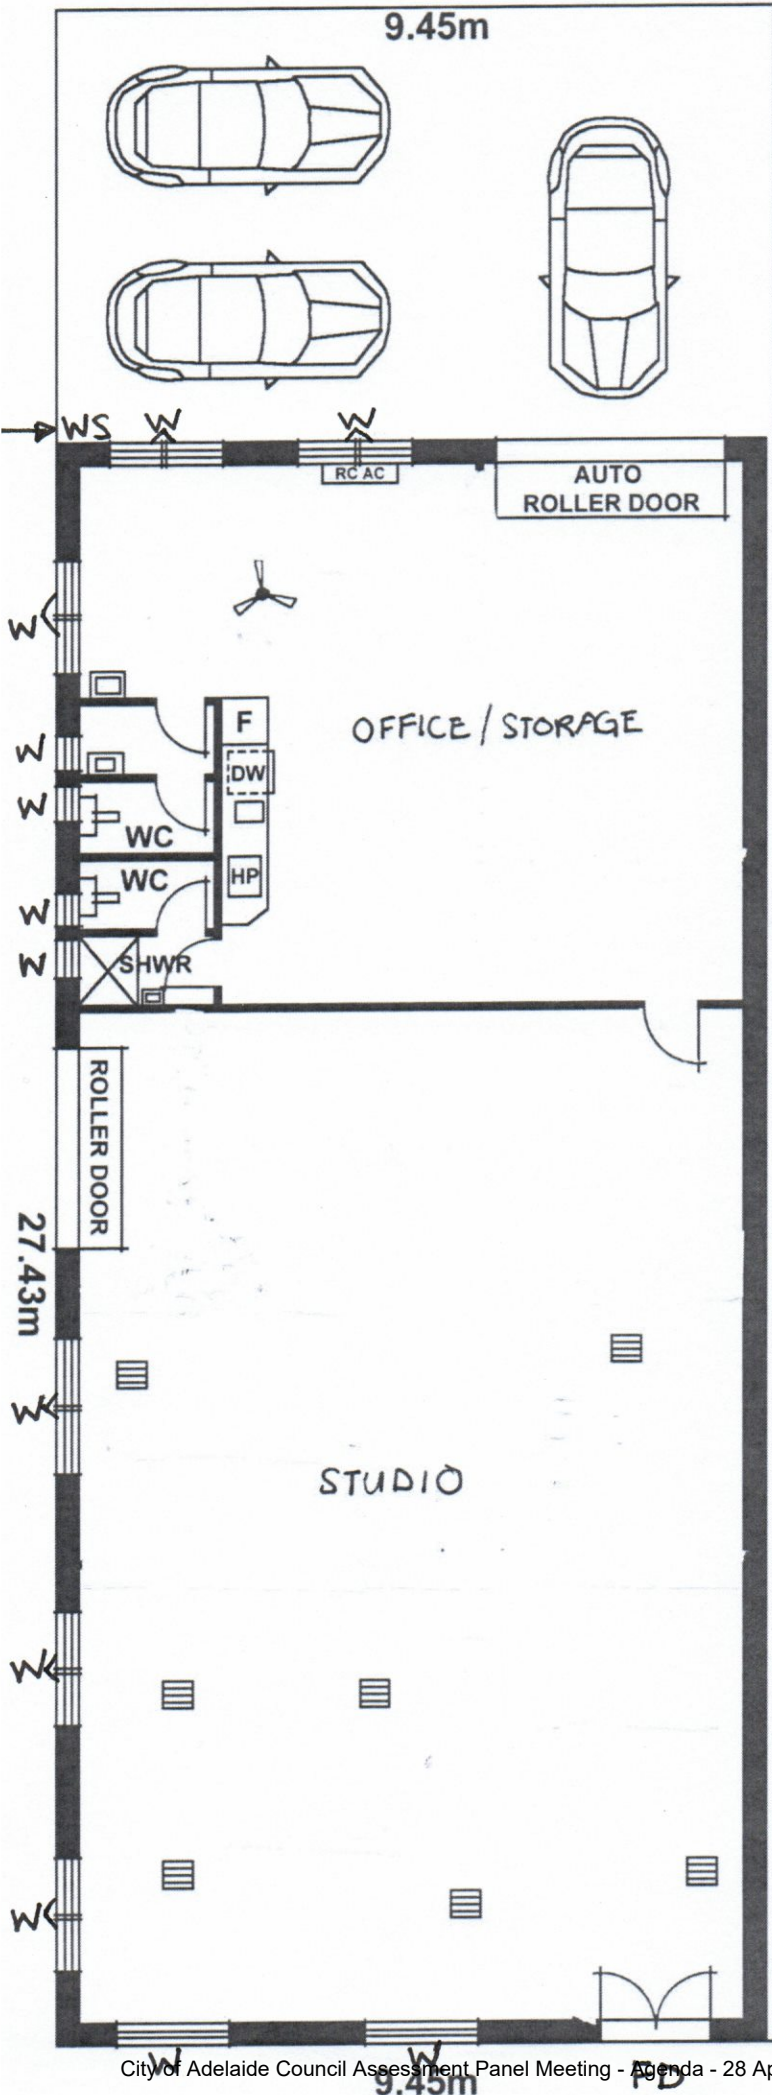 9.45m
WS
W
W
RC AC
AUTO
ROLLER DOOR
W
F
OFFICE / STORAGE
W
DW
W
WC
WC
HP
W
SHWR
W
ROLLER DOOR
27.43m
W
STUDIO
W
W
W
W
FD
City of Adelaide Council Assessment Panel Meeting - Agenda - 28 Ap
9.45m